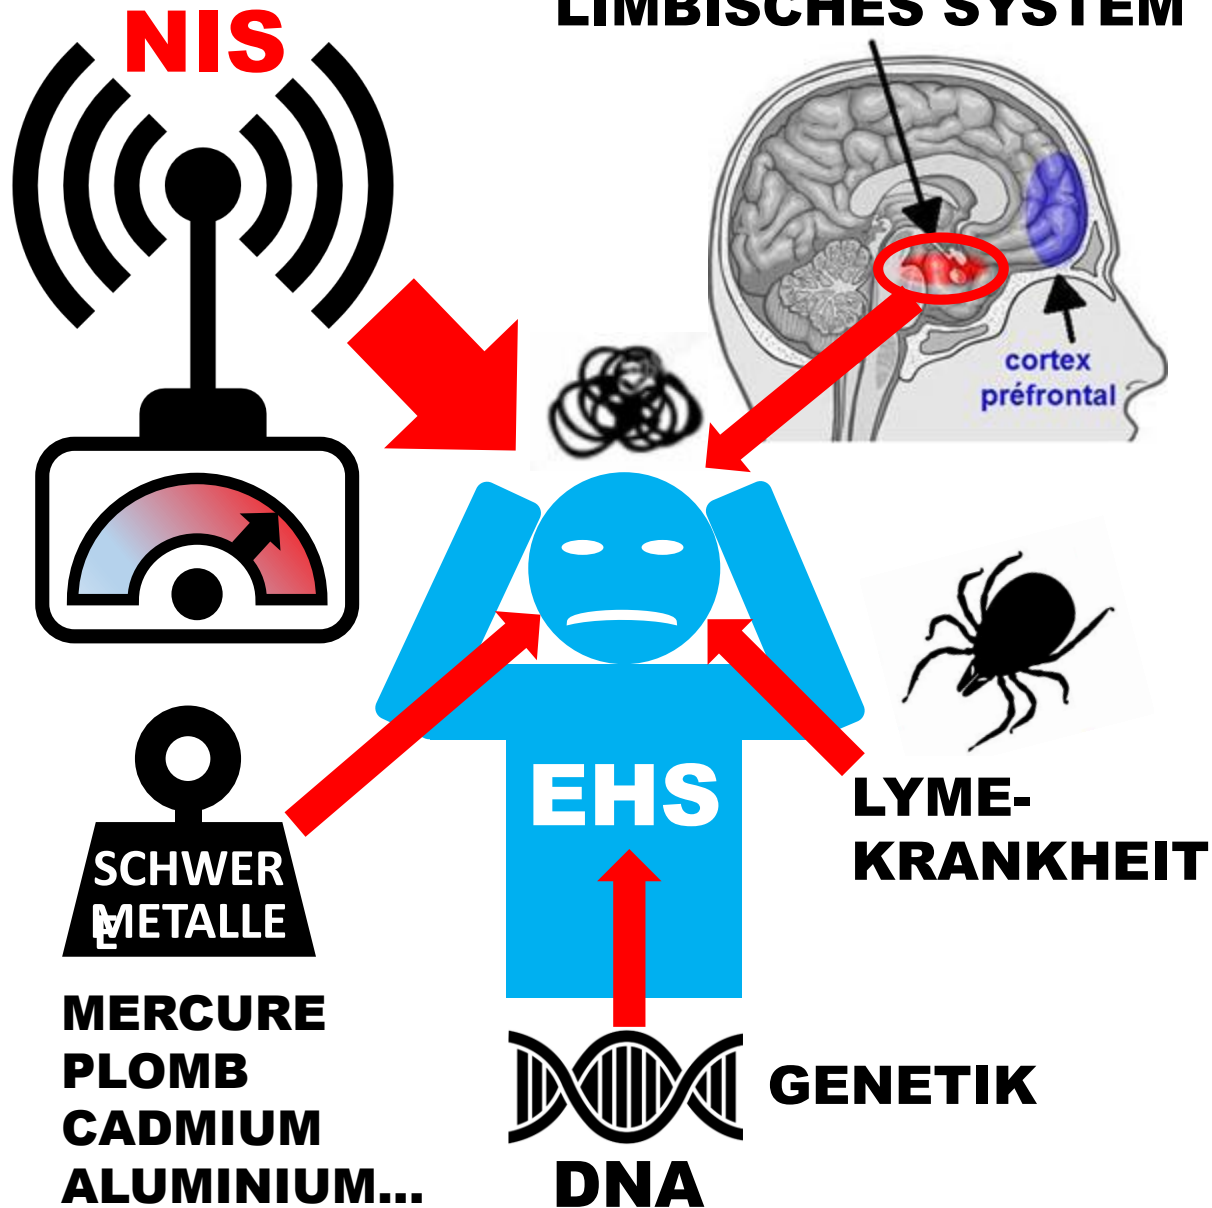 LIMBISCHES SYSTEM
NIS
cortex
préfrontal
EHS
LYME-
KRANKHEIT
SCHWER
E
METALLE
MERCURE
PLOMB
CADMIUM
ALUMINIUM...
GENETIK
DNA